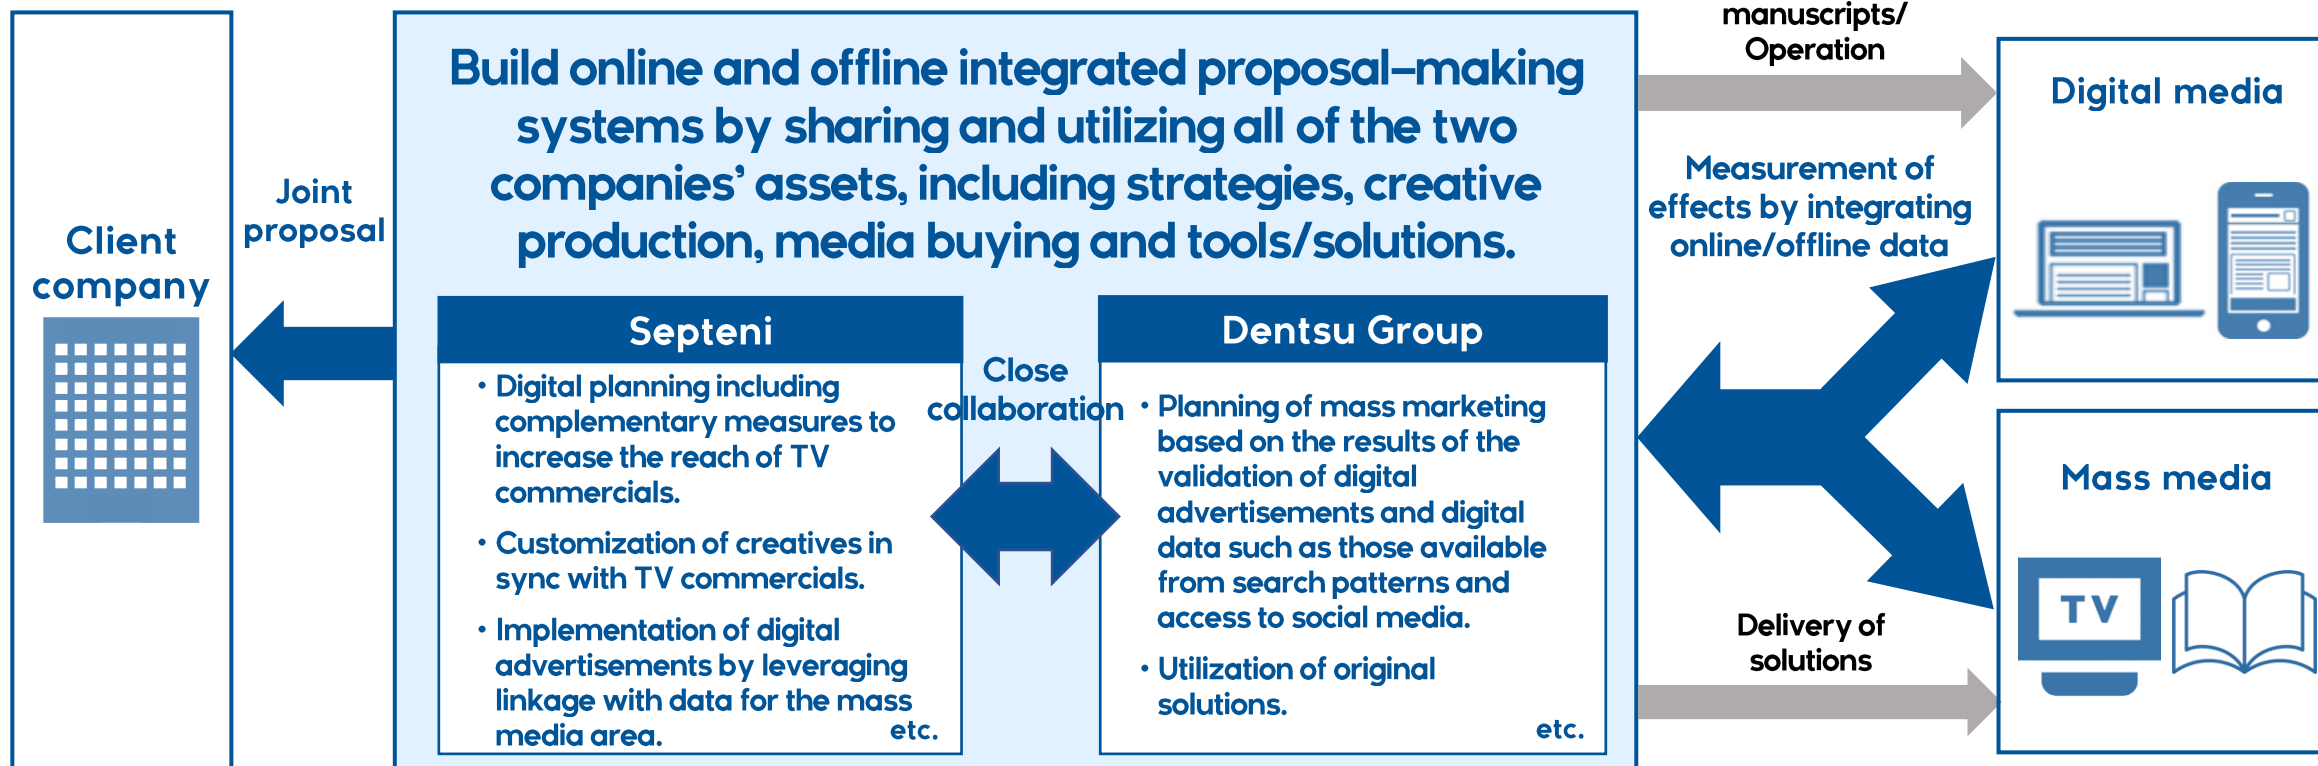 Client
company
Joint
proposal
Build online and offline integrated proposal–making
systems by sharing and utilizing all of the two
companies’ assets, including strategies, creative
production, media buying and tools/solutions.
Septeni
・Digital planning including
complementary measures to
increase the reach of TV
commercials.
・Customization of creatives in
sync with TV commercials.
・Implementation of digital
advertisements by leveraging
linkage with data for the mass
media area.
etc.
Close
collaboration
Dentsu Group
・Planning of mass marketing
based on the results of the
validation of digital
advertisements and digital
data such as those available
from search patterns and
access to social media.
・Utilization of original
solutions.
etc.
manuscripts/
Operation
Measurement of
effects by integrating
online/offline data
Delivery of
solutions
Digital media
Mass media
TV